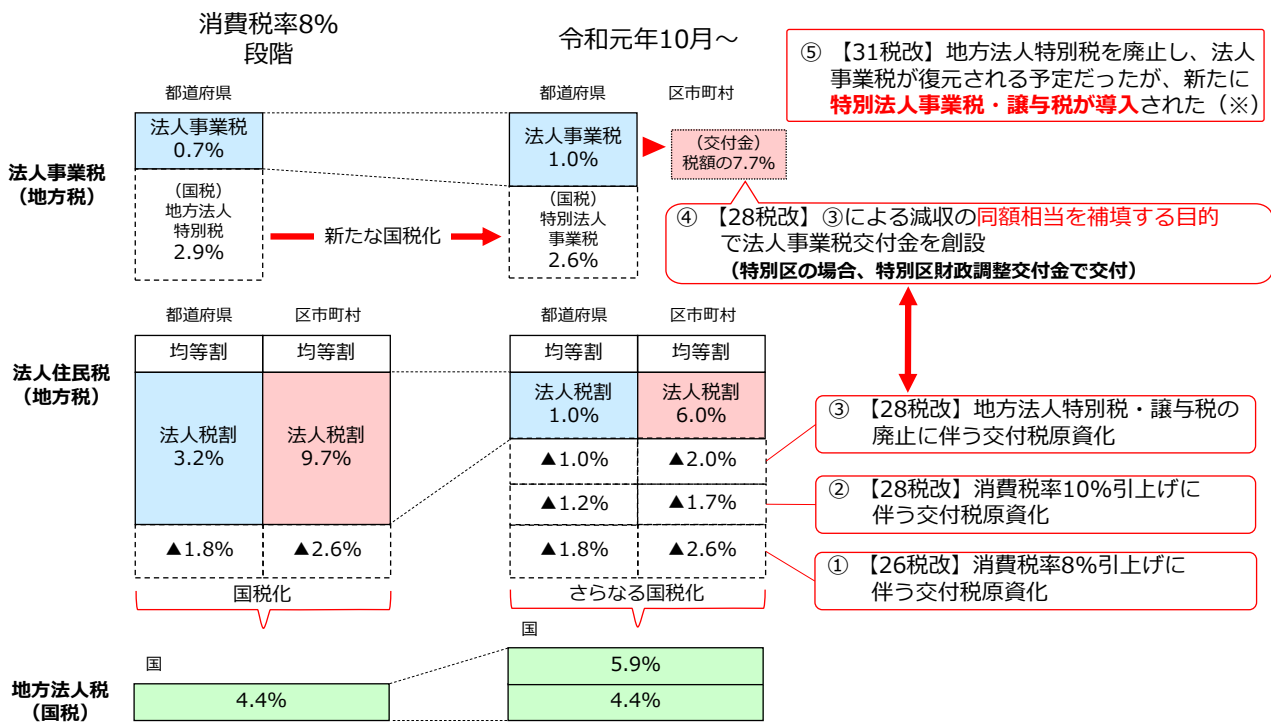 消費税率8%
段階
令和元年10月～
都道府県
都道府県
区市町村
⑤ 【31税改】地方法人特別税を廃止し、法人
事業税が復元される予定だったが、新たに
特別法人事業税・譲与税が導入された（※）
法人事業税
（地方税）
法人事業税
0.7%
法人事業税
1.0%
（交付金）
税額の7.7%
（国税）
地方法人
特別税
2.9%
新たな国税化
（国税）
特別法人
事業税
2.6%
④ 【28税改】③による減収の同額相当を補填する目的
で法人事業税交付金を創設
（特別区の場合、特別区財政調整交付金で交付）
都道府県
区市町村
都道府県
区市町村
法人住民税
（地方税）
均等割
均等割
均等割
均等割
法人税割
3.2%
法人税割
9.7%
法人税割
1.0%
法人税割
6.0%
▲1.0%
▲2.0%
③ 【28税改】地方法人特別税・譲与税の
廃止に伴う交付税原資化
▲1.2%
▲1.7%
② 【28税改】消費税率10%引上げに
伴う交付税原資化
▲1.8%
▲2.6%
▲1.8%
▲2.6%
① 【26税改】消費税率8%引上げに
伴う交付税原資化
国税化
さらなる国税化
国
国
地方法人税
（国税）
4.4%
5.9%
4.4%